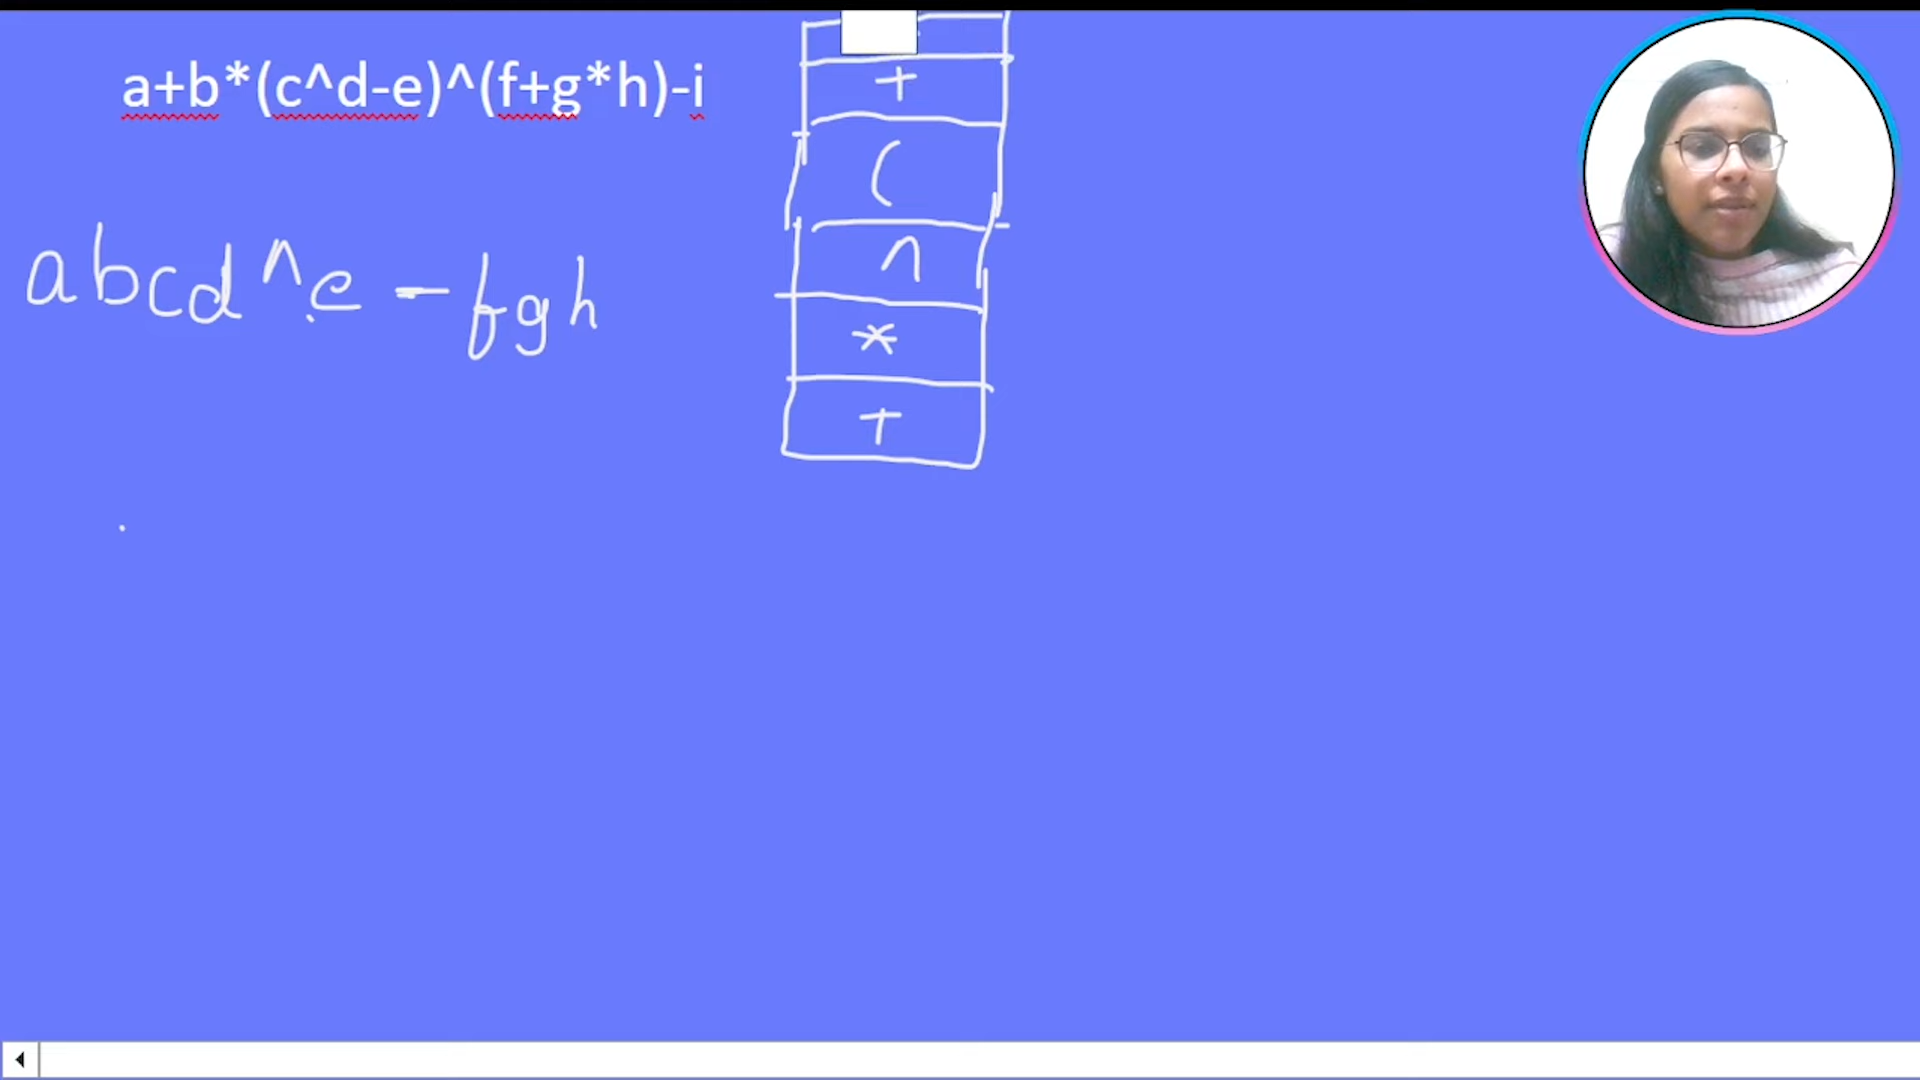 a+b*(c^d-e)^(f+g*h)-i
abcd^e-fgh
+
(
^
*
+